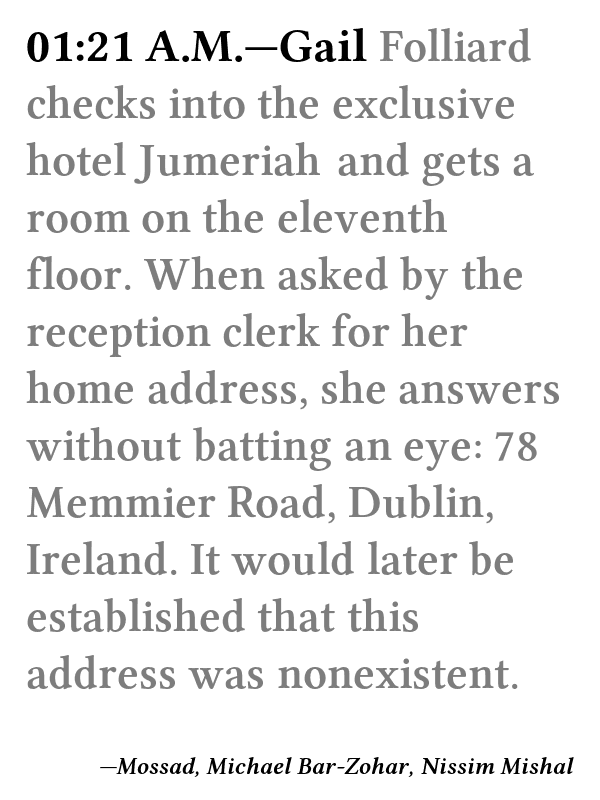 01:21 A.M.—Gail Folliard
checks into the exclusive
hotel Jumeriah and gets a
room on the eleventh
floor. When asked by the
reception clerk for her
home address, she answers
without batting an eye: 78
Memmier Road, Dublin,
Ireland. It would later be
established that this
address was nonexistent.
—Mossad, Michael Bar-Zohar, Nissim Mishal